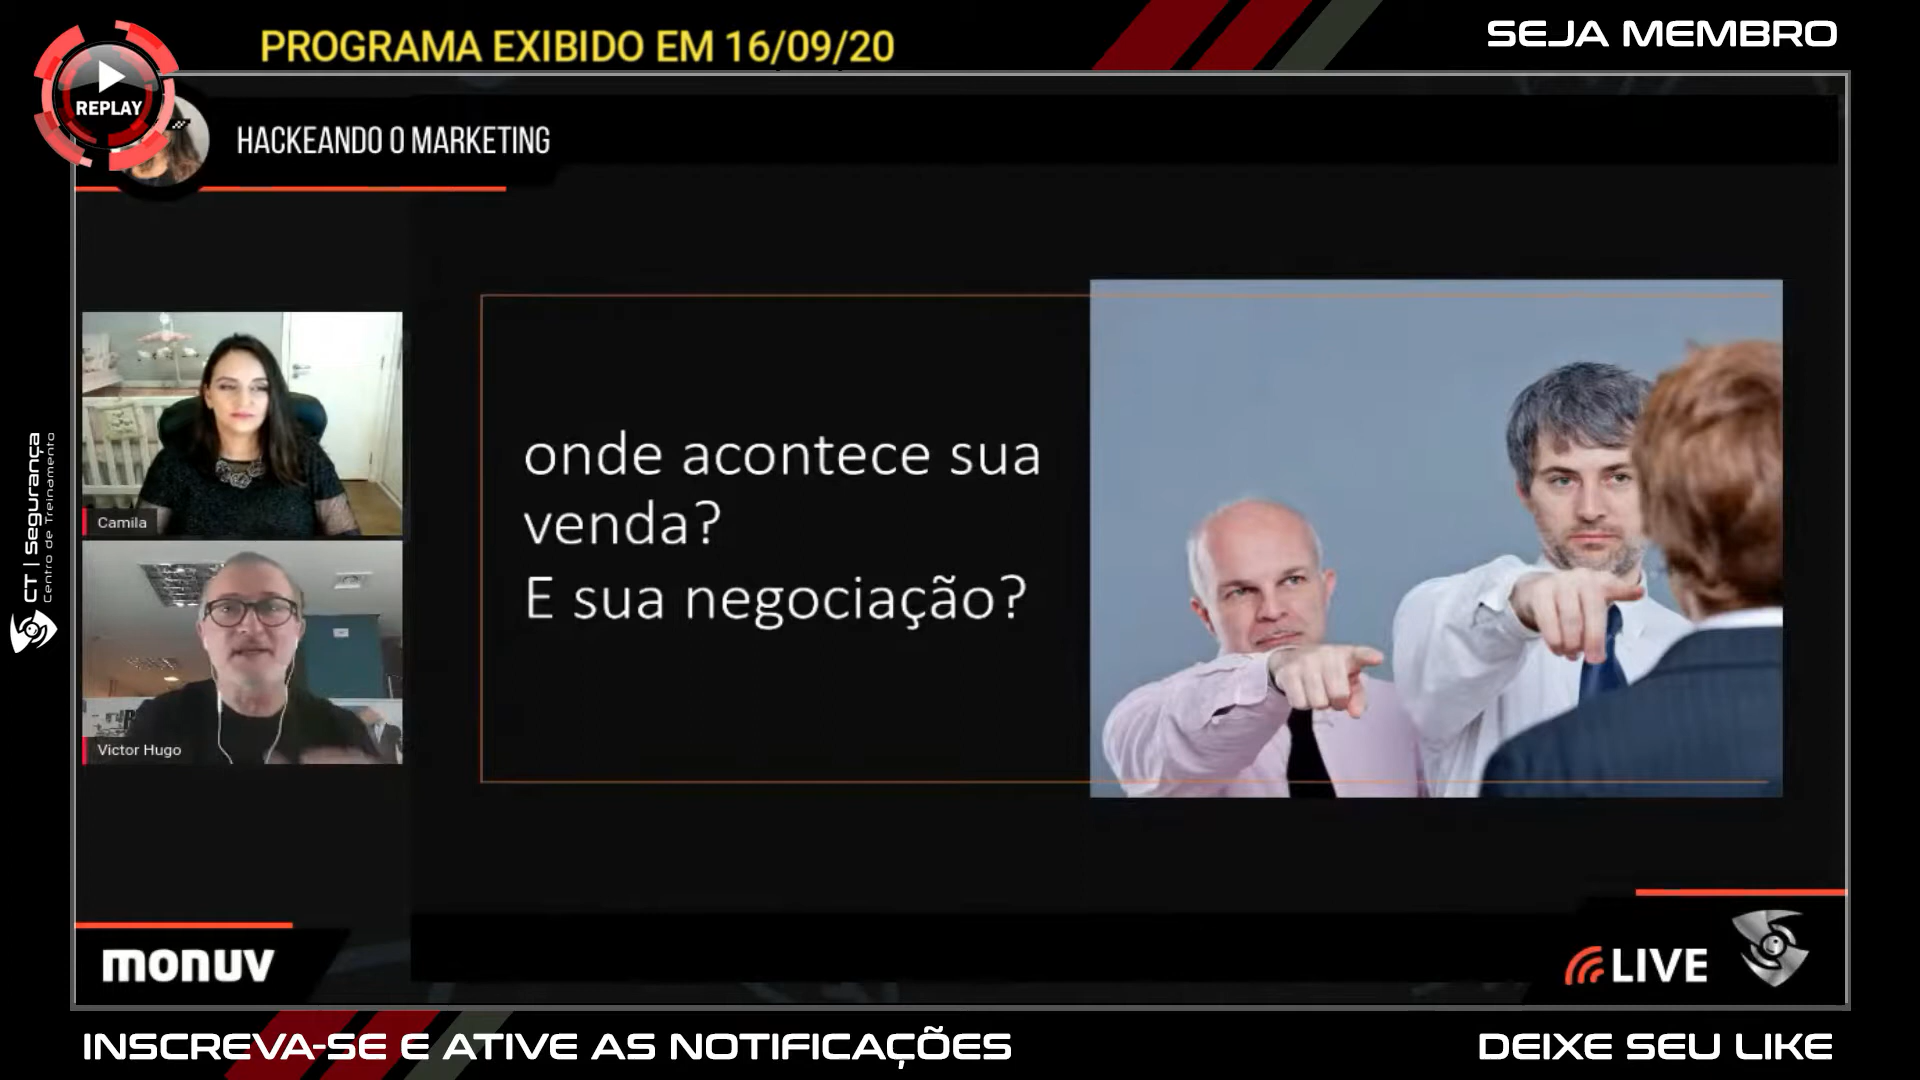 PROGRAMA EXIBIDO EM 16/09/20
SEJA MEMBRO
REPLAY
HACKEANDO O MARKETING
CT | Segurança
Centro de Treinamento
Camila
Victor Hugo
onde acontece sua
venda?
E sua negociação?
monuv
LIVE
INSCREVA-SE E ATIVE AS NOTIFICAÇÕES
DEIXE SEU LIKE